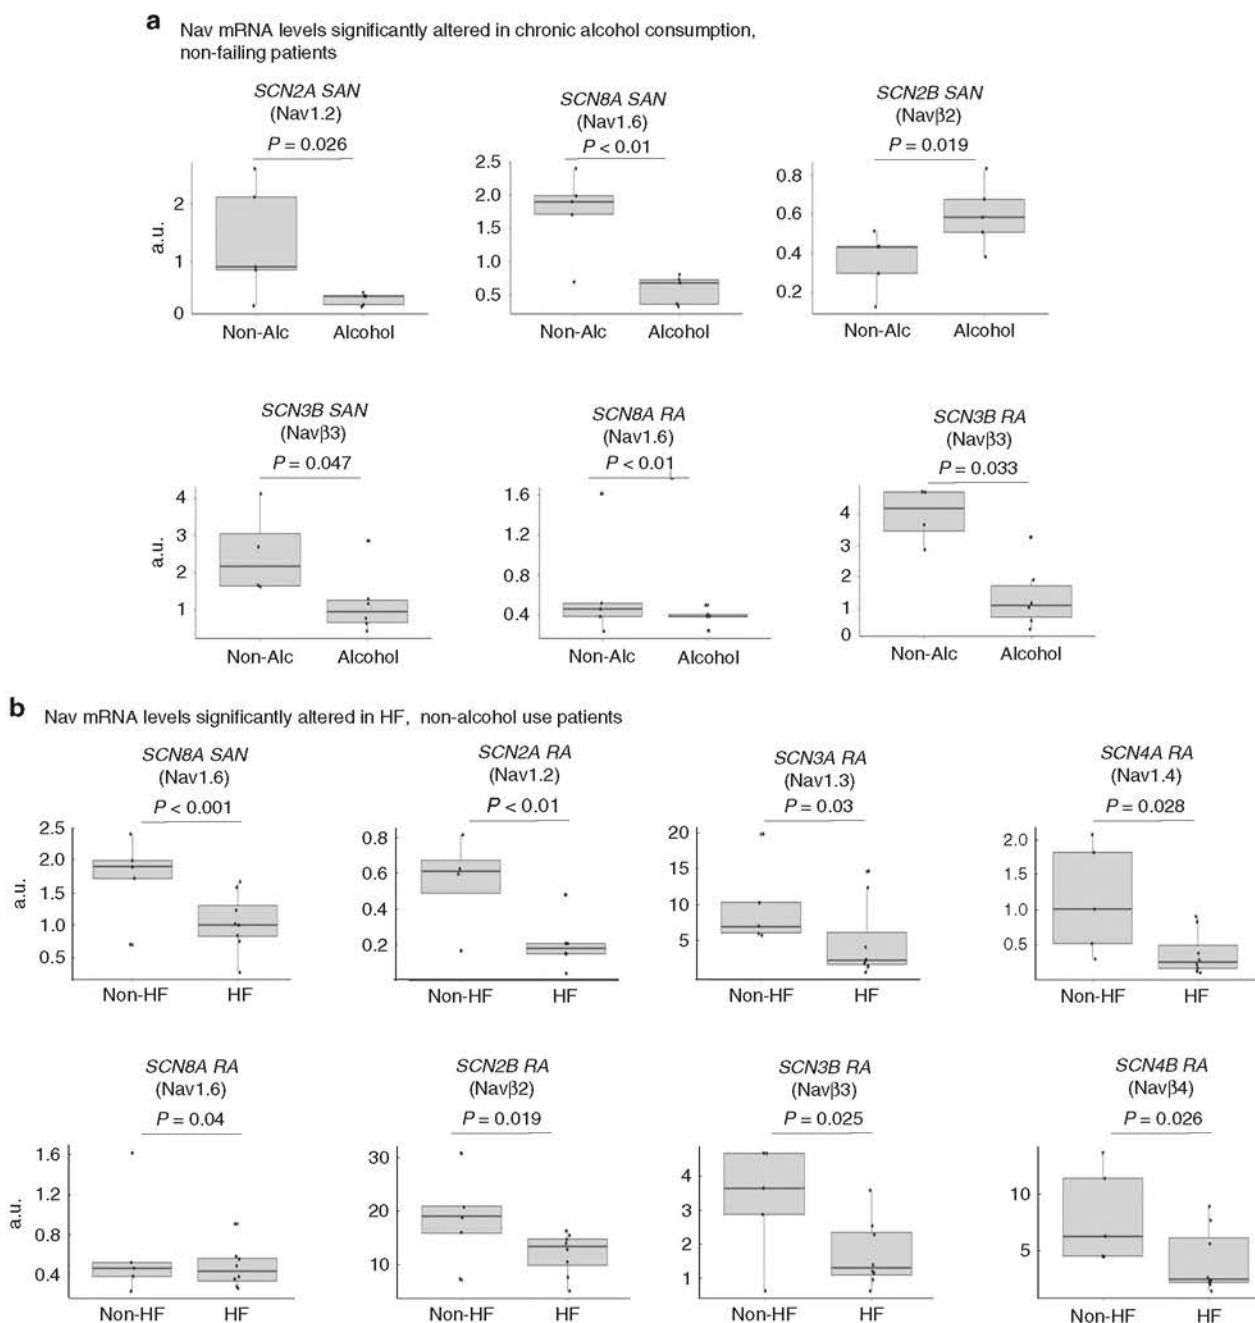 a Nav mRNA levels significantly altered in chronic alcohol consumption,
non-failing patients
SCN2A SAN
(Nav1.2)
P = 0.026
a.u.
2
1
0
Non-Alc Alcohol
SCN8A SAN
(Nav1.6)
P < 0.01
2.5
2.0
1.5
1.0
0.5
Non-Alc Alcohol
SCN2B SAN
(Navβ2)
P = 0.019
0.8
0.6
0.4
0.2
Non-Alc Alcohol
SCN3B SAN
(Navβ3)
P = 0.047
a.u.
4
3
2
1
Non-Alc Alcohol
SCN8A RA
(Nav1.6)
P < 0.01
1.6
1.2
0.8
0.4
Non-Alc Alcohol
SCN3B RA
(Navβ3)
P = 0.033
4
3
2
1
0
Non-Alc Alcohol
b Nav mRNA levels significantly altered in HF, non-alcohol use patients
SCN8A SAN
(Nav1.6)
P < 0.001
a.u.
2.5
2.0
1.5
1.0
0.5
Non-HF HF
SCN2A RA
(Nav1.2)
P < 0.01
0.8
0.6
0.4
0.2
Non-HF HF
SCN3A RA
(Nav1.3)
P = 0.03
20
10
5
Non-HF HF
SCN4A RA
(Nav1.4)
P = 0.028
2.0
1.5
1.0
0.5
Non-HF HF
SCN8A RA
(Nav1.6)
P = 0.04
a.u.
1.6
1.2
0.8
0.4
Non-HF HF
SCN2B RA
(Navβ2)
P = 0.019
30
20
10
Non-HF HF
SCN3B RA
(Navβ3)
P = 0.025
4
3
2
1
Non-HF HF
SCN4B RA
(Navβ4)
P = 0.026
10
5
Non-HF HF